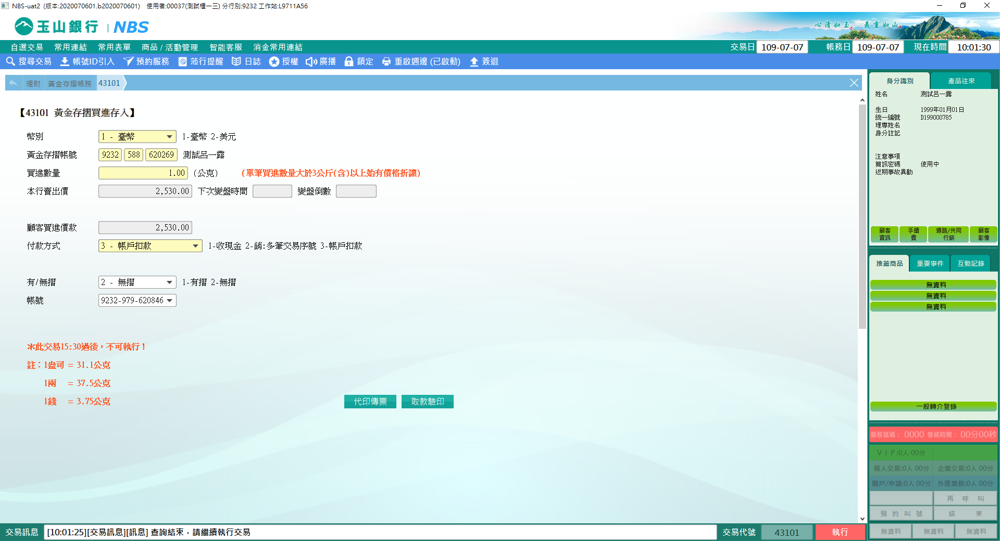 NBS-uat2 (版本:2020070601.b2020070601) 使用者:00037(測試櫃一三) 分行別:9232 工作站:L9711A56
玉山銀行 | NBS
心清如玉 義重如山
自選交易 常用連結 常用表單 商品 / 活動管理 智能客服 消金常用連結 交易日 109-07-07 帳務日 109-07-07 現在時間 10:01:30
搜尋交易 帳號ID引入 預約服務 蒞行提醒 日誌 授權 廣播 鎖定 重啟週邊 (已啟動) 簽退
理財 黃金存摺帳務 43101
【43101 黃金存摺買進存入】
幣別 1 - 臺幣 1-臺幣 2-美元
黃金存摺帳號 9232 588 620269 測試呂一露
買進數量 1.00 (公克) (單筆買進數量大於3公斤(含)以上始有價格折讓)
本行賣出價 2,530.00 下次變盤時間 變盤倒數
顧客買進價款 2,530.00
付款方式 3 - 帳戶扣款 1-收現金 2-銷:多筆交易序號 3-帳戶扣款
有/無摺 2 - 無摺 1-有摺 2-無摺
帳號 9232-979-620846
＊此交易15:30過後，不可執行！
註：1盎司 = 31.1公克
1兩 = 37.5公克
1錢 = 3.75公克
代印傳票 取款驗印
身分識別 產品往來
姓名 測試呂一露
生日 1999年01月01日
統一編號 D199000785
理專姓名
身分註記
注意事項
簡訊密碼 使用中
近期事故異動
顧客資訊 手續費 通路/共同行銷 顧客影像
推薦商品 重要事件 互動記錄
無資料
無資料
無資料
一般轉介登錄
服務號碼： 0000 等候時間： 00分00秒
ＶＩＰ:0人 00分
個人交易:0人 00分 企業交易:0人 00分
開戶/申請:0人 00分 外匯業務:0人 00分
再 呼 叫
預 約 叫 號 結 束
無資料 無資料 無資料
交易訊息 [10:01:25][交易訊息][訊息] 查詢結束，請繼續執行交易 交易代號 43101 執行